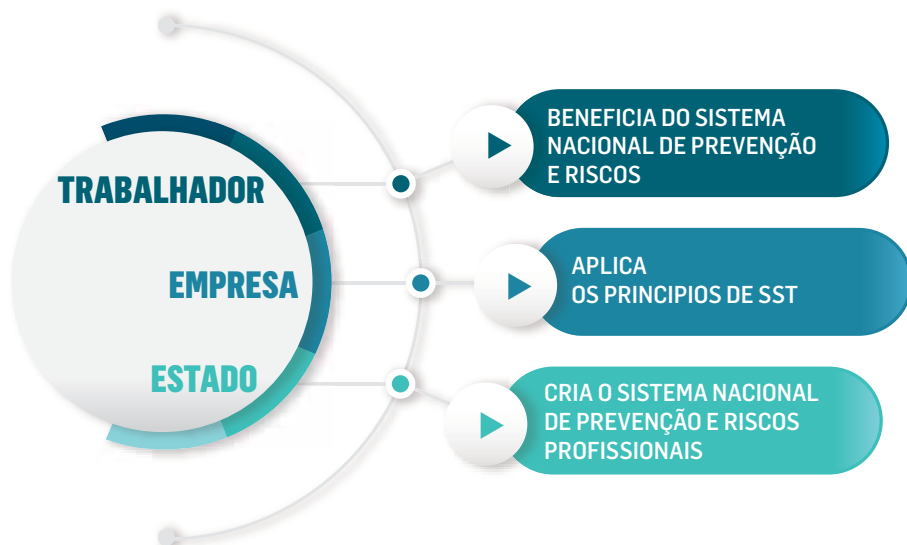 TRABALHADOR
BENEFICIA DO SISTEMA
NACIONAL DE PREVENÇÃO
E RISCOS
EMPRESA
APLICA
OS PRINCIPIOS DE SST
ESTADO
CRIA O SISTEMA NACIONAL
DE PREVENÇÃO E RISCOS
PROFISSIONAIS